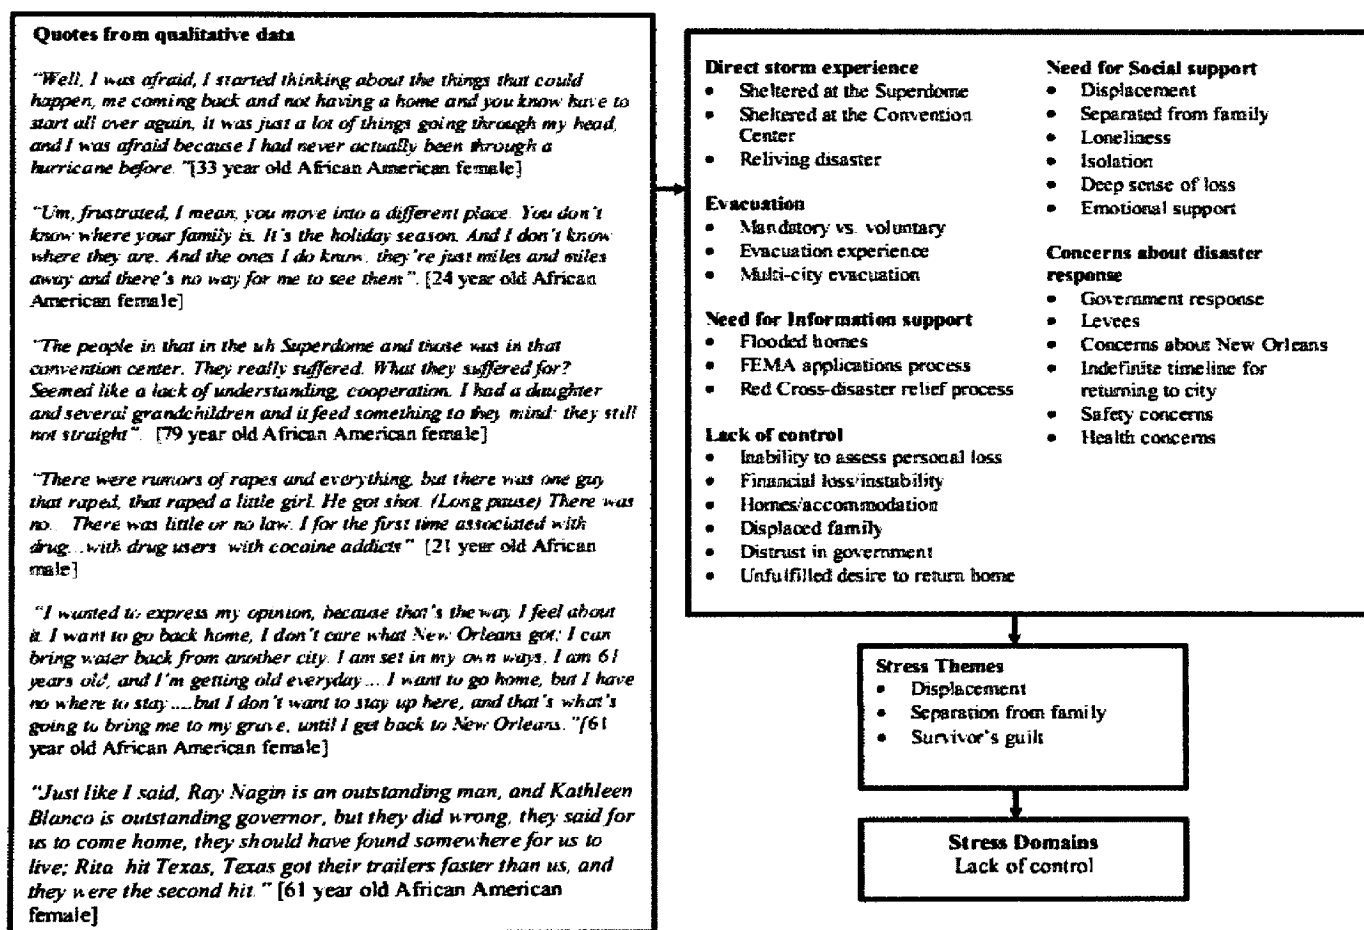 Quotes from qualitative data
"Well, I was afraid, I started thinking about the things that could
happen, me coming back and not having a home and you know have to
start all over again, it was just a lot of things going through my head,
and I was afraid because I had never actually been through a
hurricane before. "[33 year old African American female]
"Um, frustrated, I mean, you move into a different place. You don't
know where your family is. It's the holiday season. And I don't know
where they are. And the ones I do know, they're just miles and miles
away and there's no way for me to see them". [24 year old African
American female]
"The people in that in the uh Superdome and those was in that
convention center. They really suffered. What they suffered for?
Seemed like a lack of understanding, cooperation. I had a daughter
and several grandchildren and it feed something to they mind; they still
not straight". [79 year old African American female]
"There were rumors of rapes and everything, but there was one guy
that raped, that raped a little girl. He got shot. (Long pause) There was
no... There was little or no law. I for the first time associated with
drug...with drug users with cocaine addicts" [21 year old African
male]
"I wanted to express my opinion, because that's the way I feel about
it. I want to go back home, I don't care what New Orleans got; I can
bring water back from another city. I am set in my own ways, I am 61
years old, and I'm getting old everyday....I want to go home, but I have
no where to stay....but I don't want to stay up here, and that's what's
going to bring me to my grave, until I get back to New Orleans. "[61
year old African American female]
"Just like I said, Ray Nagin is an outstanding man, and Kathleen
Blanco is outstanding governor, but they did wrong, they said for
us to come home, they should have found somewhere for us to
live; Rita hit Texas, Texas got their trailers faster than us, and
they were the second hit." [61 year old African American
female]
Direct storm experience
• Sheltered at the Superdome
• Sheltered at the Convention
Center
• Reliving disaster
Evacuation
• Mandatory vs. voluntary
• Evacuation experience
• Multi-city evacuation
Need for Information support
• Flooded homes
• FEMA applications process
• Red Cross-disaster relief process
Lack of control
• Inability to assess personal loss
• Financial loss/instability
• Homes/accommodation
• Displaced family
• Distrust in government
• Unfulfilled desire to return home
Need for Social support
• Displacement
• Separated from family
• Loneliness
• Isolation
• Deep sense of loss
• Emotional support
Concerns about disaster
response
• Government response
• Levees
• Concerns about New Orleans
• Indefinite timeline for
returning to city
• Safety concerns
• Health concerns
Stress Themes
• Displacement
• Separation from family
• Survivor's guilt
Stress Domains
Lack of control